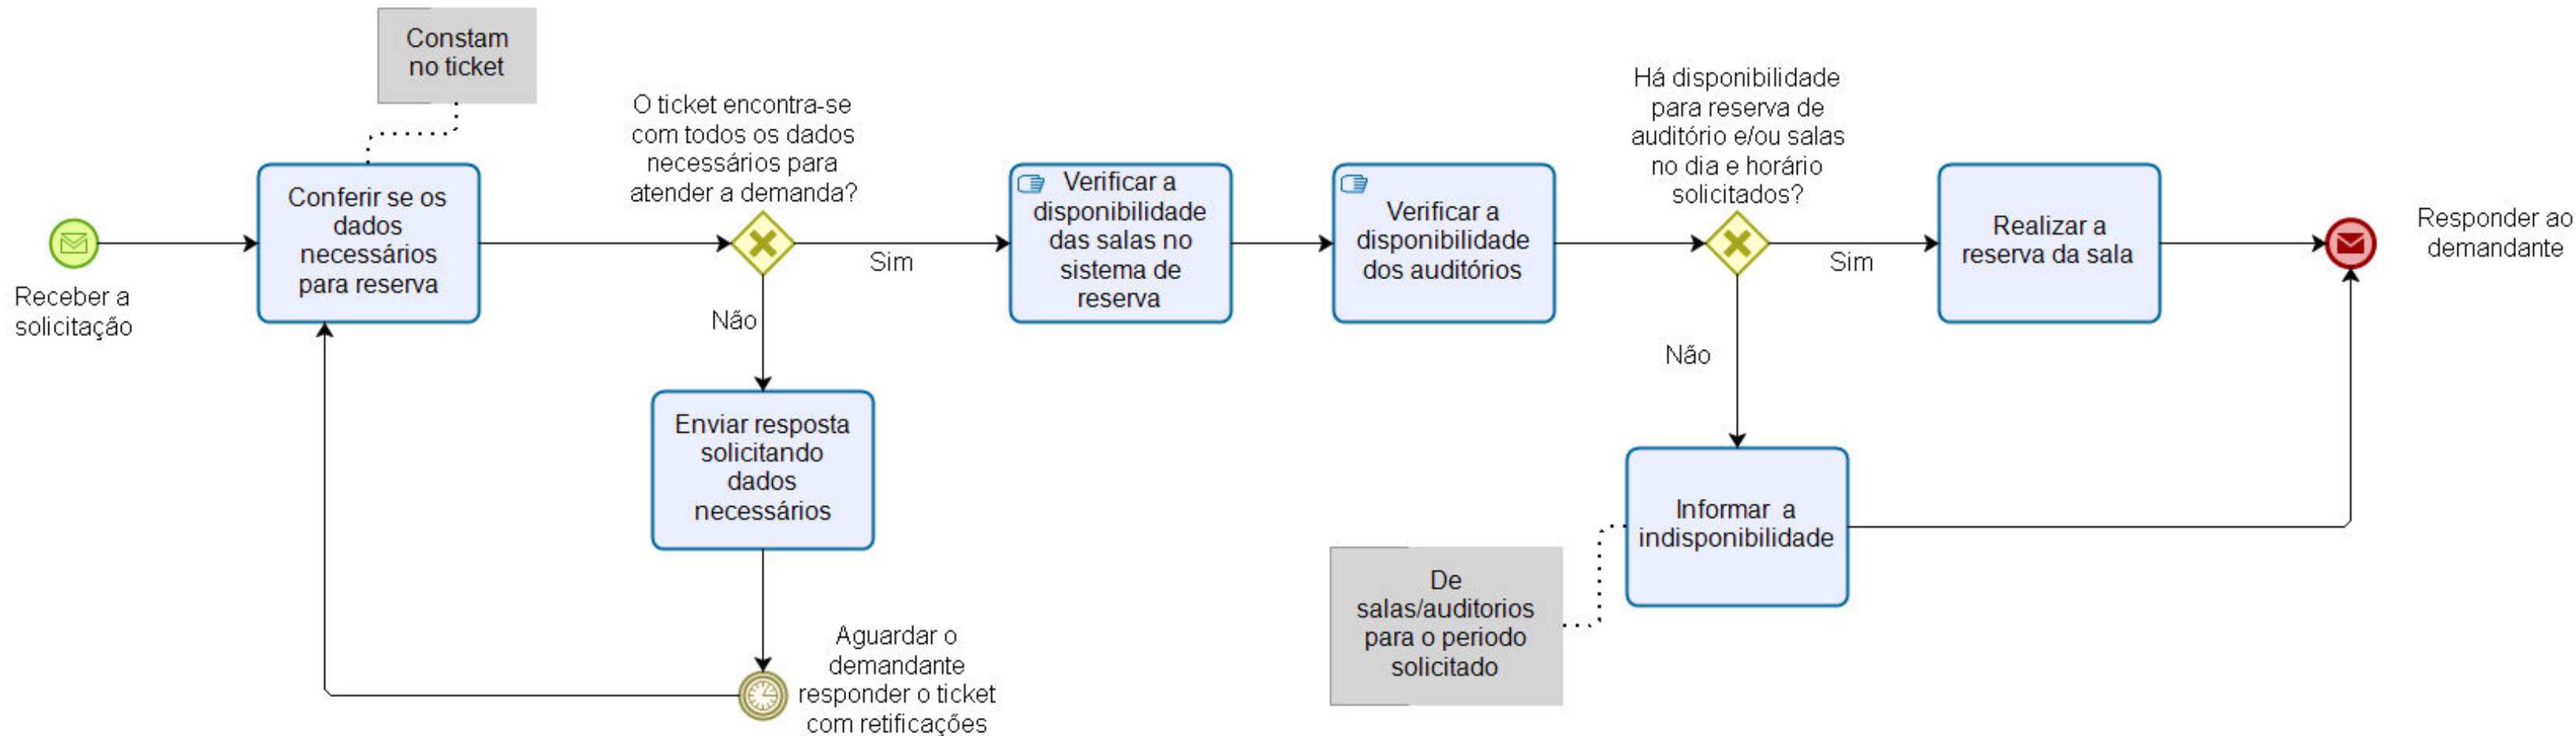 Constam
no ticket
Receber a
solicitação
Conferir se os
dados
necessários
para reserva
O ticket encontra-se
com todos os dados
necessários para
atender a demanda?
Sim
Não
Enviar resposta
solicitando
dados
necessários
Aguardar o
demandante
responder o ticket
com retificações
Verificar a
disponibilidade
das salas no
sistema de
reserva
Verificar a
disponibilidade
dos auditórios
Há disponibilidade
para reserva de
auditório e/ou salas
no dia e horário
solicitados?
Sim
Não
Realizar a
reserva da sala
Informar a
indisponibilidade
De
salas/auditorios
para o periodo
solicitado
Responder ao
demandante